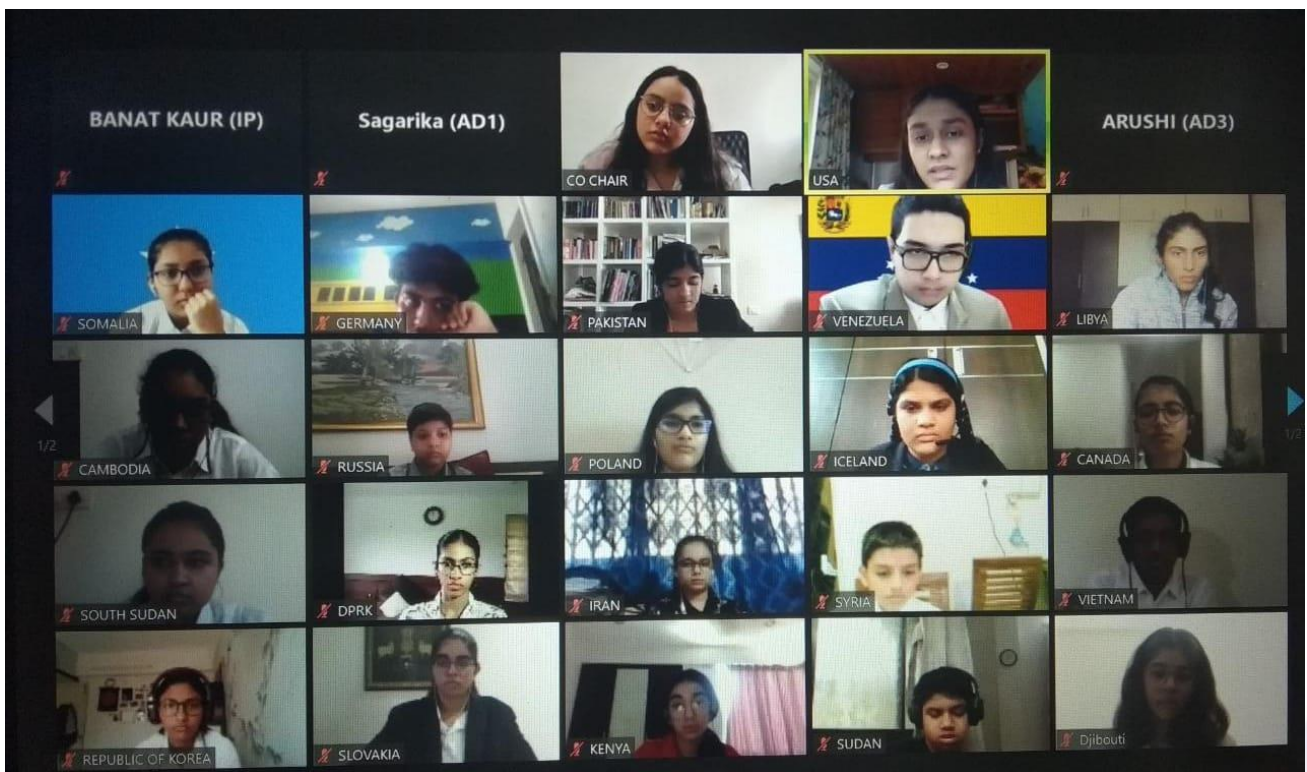 BANAT KAUR (IP)
Sagarika (AD1)
CO CHAIR
USA
ARUSHI (AD3)
SOMALIA
GERMANY
PAKISTAN
VENEZUELA
LIBYA
1/2
CAMBODIA
RUSSIA
POLAND
ICELAND
CANADA
1/2
SOUTH SUDAN
DPRK
IRAN
SYRIA
VIETNAM
REPUBLIC OF KOREA
SLOVAKIA
KENYA
SUDAN
Djibouti